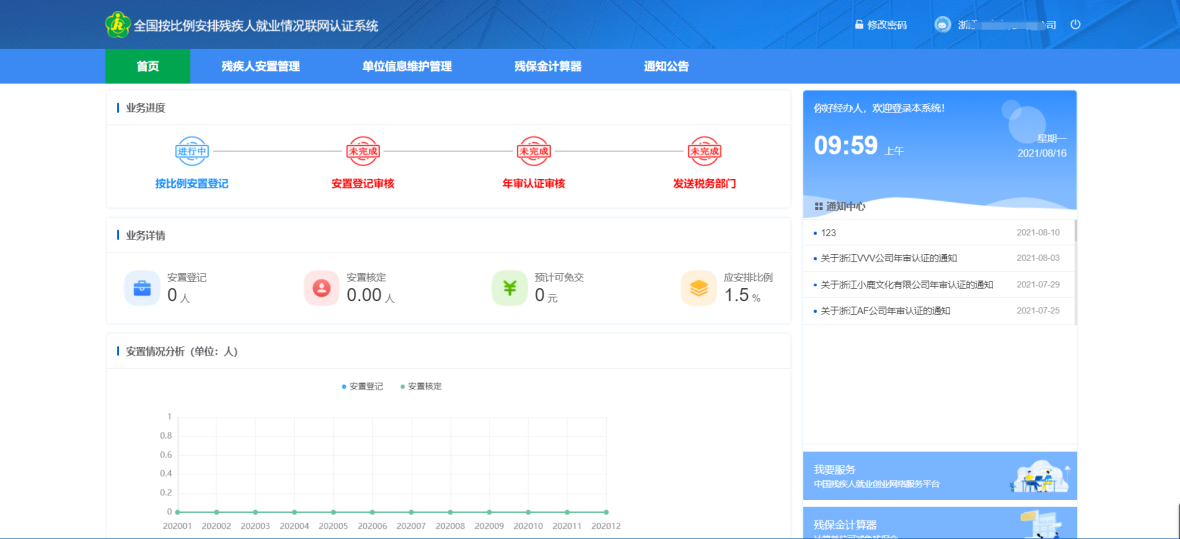 全国按比例安排残疾人就业情况联网认证系统
修改密码
浙江 公司
首页 残疾人安置管理 单位信息维护管理 残保金计算器 通知公告
业务进度
进行中 未完成 未完成 未完成
按比例安置登记 安置登记审核 年审认证审核 发送税务部门
业务详情
安置登记
0 人
安置核定
0.00 人
预计可免交
0 元
应安排比例
1.5 %
安置情况分析（单位：人）
安置登记 安置核定
1
0.8
0.6
0.4
0.2
0
202001 202002 202003 202004 202005 202006 202007 202008 202009 202010 202011 202012
你好经办人，欢迎登录本系统！
09:59 上午
星期一
2021/08/16
通知中心
123 2021-08-10
关于浙江VVV公司年审认证的通知 2021-08-03
关于浙江小鹿文化有限公司年审认证的通知 2021-07-29
关于浙江AF公司年审认证的通知 2021-07-25
我要服务
中国残疾人就业创业网络服务平台
残保金计算器